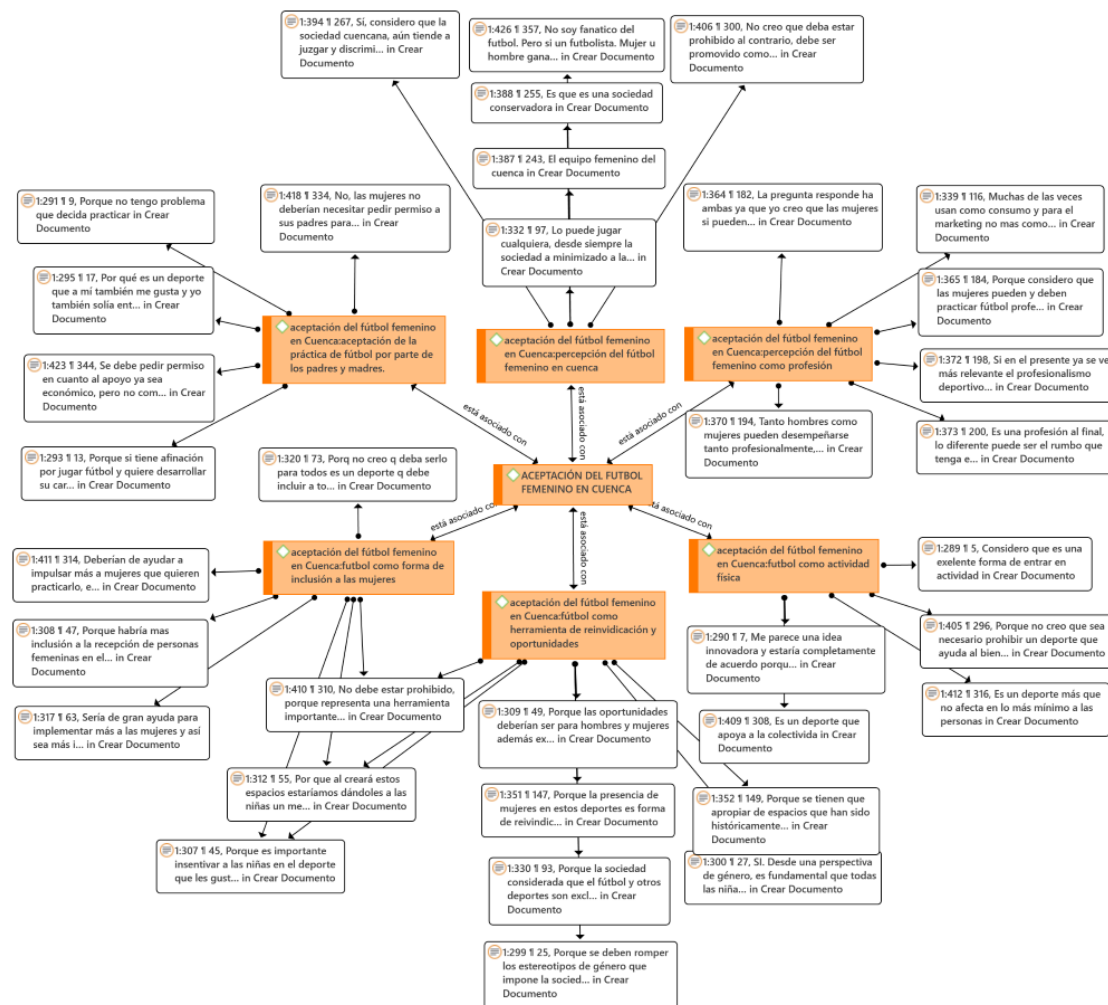 1:394 ¶ 267, Sí, considero que la
sociedad cuencana, aún tiende a
juzgar y discrimi... in Crear
Documento
1:426 ¶ 357, No soy fanatico del
futbol. Pero si un futbolista. Mujer u
hombre gana... in Crear Documento
1:406 ¶ 300, No creo que deba estar
prohibido al contrario, debe ser
promovido como... in Crear
Documento
1:388 ¶ 255, Es que es una sociedad
conservadora in Crear Documento
1:387 ¶ 243, El equipo femenino del
cuenca in Crear Documento
1:332 ¶ 97, Lo puede jugar
cualquiera, desde siempre la
sociedad a minimizado a la... in
Crear Documento
1:291 ¶ 9, Porque no tengo problema
que decida practicar in Crear
Documento
1:418 ¶ 334, No, las mujeres no
deberían necesitar pedir permiso a
sus padres para... in Crear
Documento
1:364 ¶ 182, La pregunta responde ha
ambas ya que yo creo que las mujeres
si pueden... in Crear Documento
1:339 ¶ 116, Muchas de las veces
usan como consumo y para el
marketing no mas como... in Crear
Documento
1:295 ¶ 17, Por qué es un deporte
que a mí también me gusta y yo
también solía ent... in Crear
Documento
1:365 ¶ 184, Porque considero que
las mujeres pueden y deben
practicar fútbol profe... in Crear
Documento
aceptación del fútbol femenino
en Cuenca:aceptación de la
práctica de fútbol por parte de
los padres y madres.
aceptación del fútbol femenino
en Cuenca:percepción del fútbol
femenino en cuenca
aceptación del fútbol femenino
en Cuenca:percepción del fútbol
femenino como profesión
1:423 ¶ 344, Se debe pedir permiso
en cuanto al apoyo ya sea
económico, pero no com... in Crear
Documento
1:372 ¶ 198, Si en el presente ya se ve
más relevante el profesionalismo
deportivo... in Crear Documento
1:370 ¶ 194, Tanto hombres como
mujeres pueden desempeñarse
tanto profesionalmente,... in Crear
Documento
1:373 ¶ 200, Es una profesión al final,
lo diferente puede ser el rumbo que
tenga e... in Crear Documento
1:293 ¶ 13, Porque si tiene afinación
por jugar fútbol y quiere desarrollar
su car... in Crear Documento
está asociado con
está asociado con
está asociado con
1:320 ¶ 73, Porq no creo q deba serlo
para todos es un deporte q debe
incluir a to... in Crear Documento
ACEPTACIÓN DEL FUTBOL
FEMENINO EN CUENCA
está asociado con
está asociado con
está asociado con
1:411 ¶ 314, Deberían de ayudar a
impulsar más a mujeres que quieren
practicarlo, e... in Crear Documento
aceptación del fútbol femenino
en Cuenca:futbol como forma de
inclusión a las mujeres
aceptación del fútbol femenino
en Cuenca:futbol como actividad
física
1:289 ¶ 5, Considero que es una
exelente forma de entrar en
actividad in Crear Documento
aceptación del fútbol femenino
en Cuenca:fútbol como
herramienta de reinvidicación y
oportunidades
1:308 ¶ 47, Porque habría mas
inclusión a la recepción de personas
femeninas en el... in Crear
Documento
1:290 ¶ 7, Me parece una idea
innovadora y estaría completamente
de acuerdo porqu... in Crear
Documento
1:405 ¶ 296, Porque no creo que sea
necesario prohibir un deporte que
ayuda al bien... in Crear Documento
1:410 ¶ 310, No debe estar prohibido,
porque representa una herramienta
importante... in Crear Documento
1:412 ¶ 316, Es un deporte más que
no afecta en lo más mínimo a las
personas in Crear Documento
1:317 ¶ 63, Sería de gran ayuda para
implementar más a las mujeres y así
sea más i... in Crear Documento
1:309 ¶ 49, Porque las oportunidades
deberían ser para hombres y mujeres
además ex... in Crear Documento
1:409 ¶ 308, Es un deporte que
apoya a la colectivida in Crear
Documento
1:312 ¶ 55, Por que al creará estos
espacios estaríamos dándoles a las
niñas un me... in Crear Documento
1:351 ¶ 147, Porque la presencia de
mujeres en estos deportes es forma
de reivindic... in Crear Documento
1:352 ¶ 149, Porque se tienen que
apropiar de espacios que han sido
históricamente... in Crear
Documento
1:307 ¶ 45, Porque es importante
insentivar a las niñas en el deporte
que les gust... in Crear Documento
1:330 ¶ 93, Porque la sociedad
considerada que el fútbol y otros
deportes son excl... in Crear
Documento
1:300 ¶ 27, SI. Desde una perspectiva
de género, es fundamental que todas
las niña... in Crear Documento
1:299 ¶ 25, Porque se deben romper
los estereotipos de género que
impone la socied... in Crear
Documento